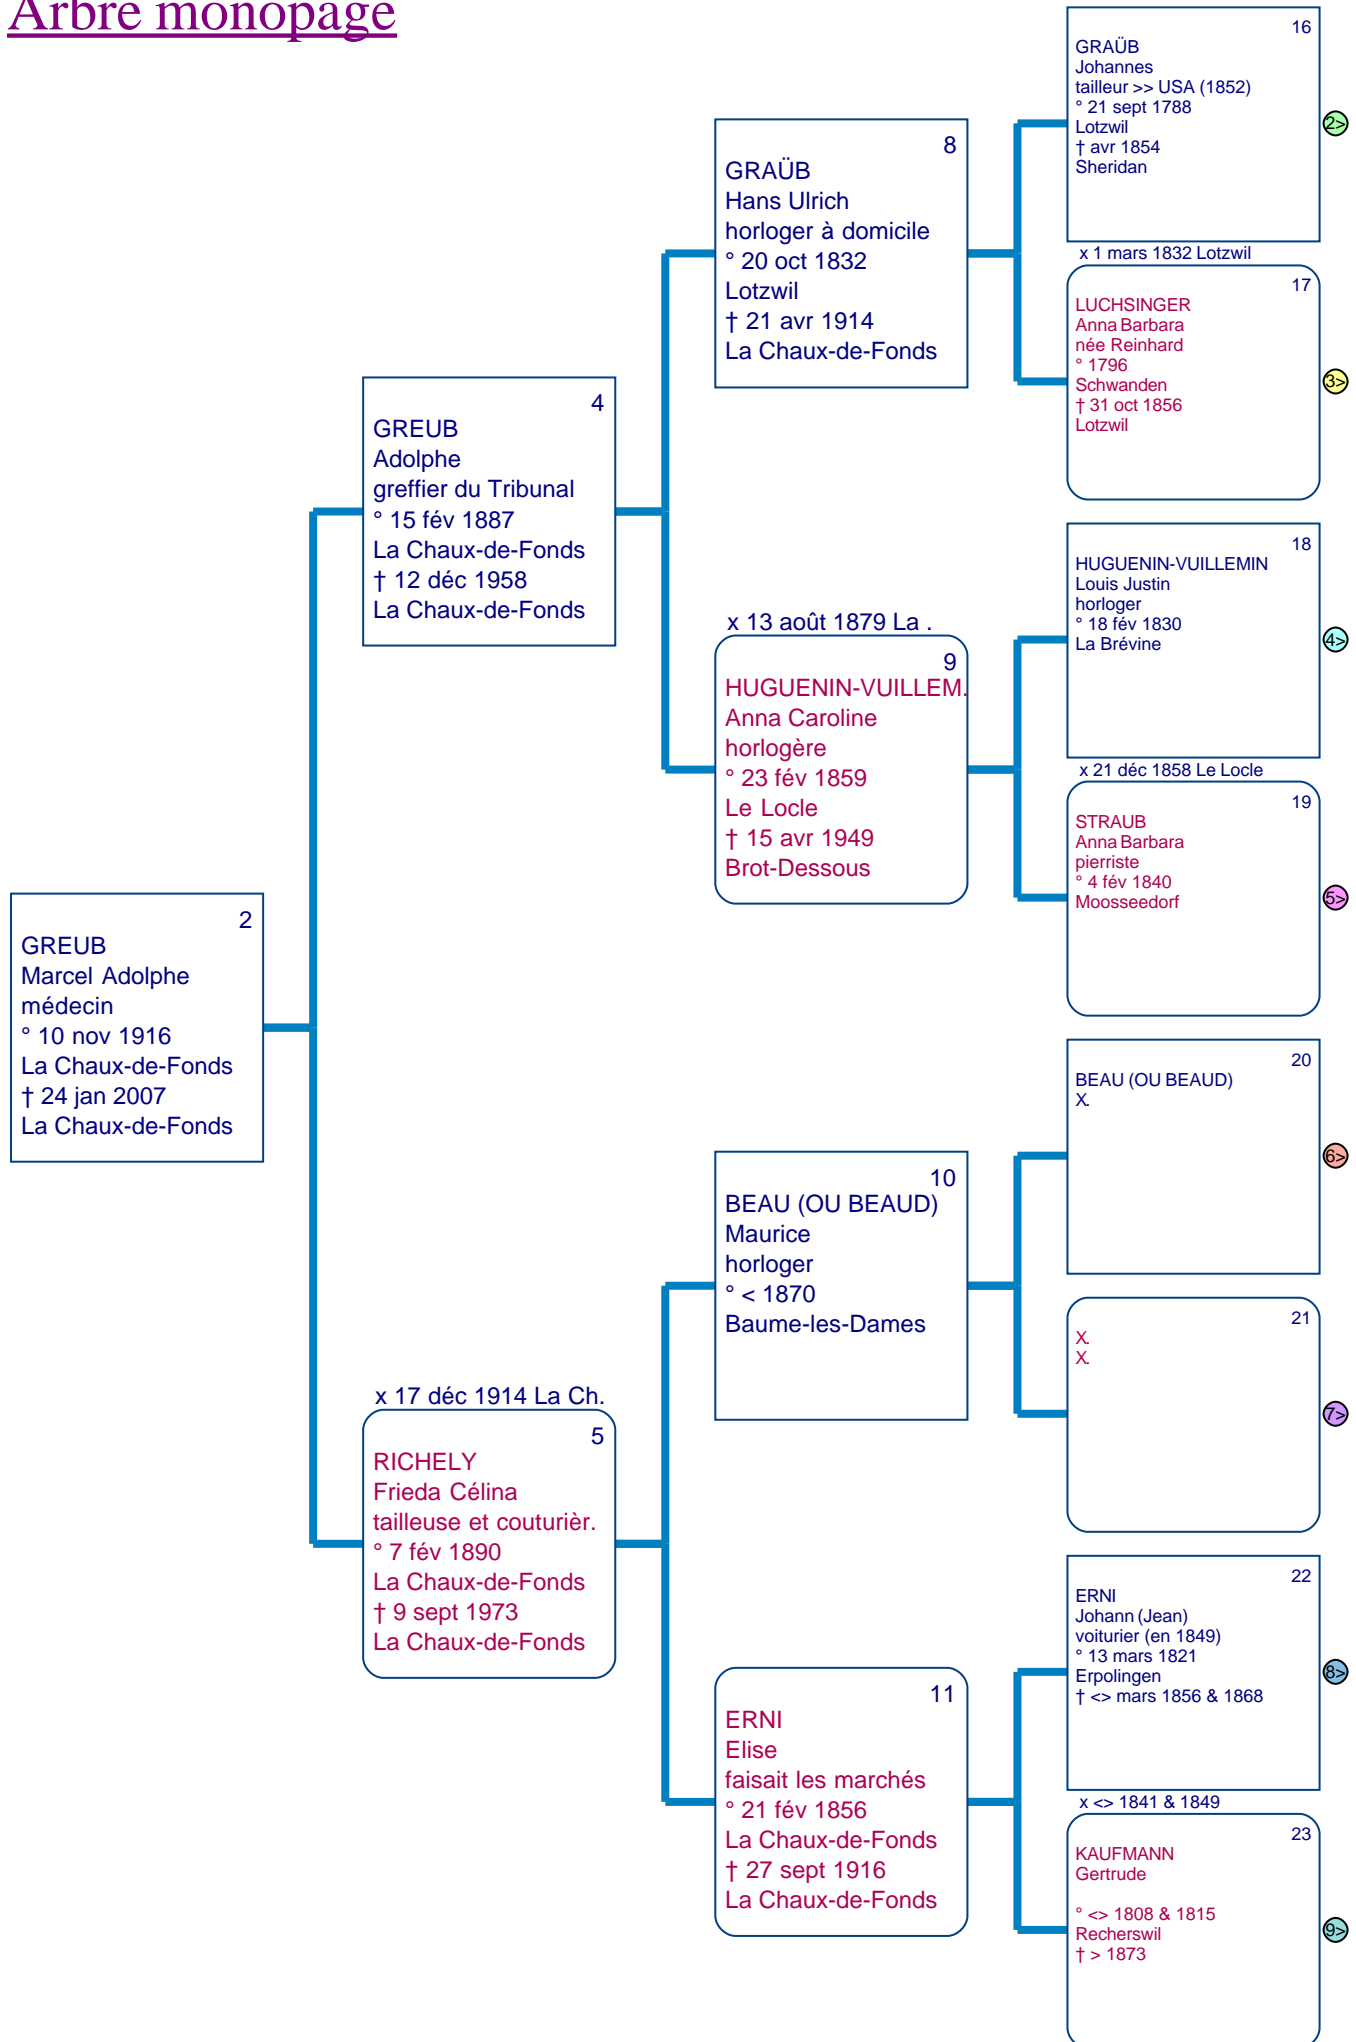 Arbre monopage
2
GREUB
Marcel Adolphe
médecin
° 10 nov 1916
La Chaux-de-Fonds
† 24 jan 2007
La Chaux-de-Fonds
4
GREUB
Adolphe
greffier du Tribunal
° 15 fév 1887
La Chaux-de-Fonds
† 12 déc 1958
La Chaux-de-Fonds
x 17 déc 1914 La Ch.
5
RICHELY
Frieda Célina
tailleuse et couturièr.
° 7 fév 1890
La Chaux-de-Fonds
† 9 sept 1973
La Chaux-de-Fonds
8
GRAÜB
Hans Ulrich
horloger à domicile
° 20 oct 1832
Lotzwil
† 21 avr 1914
La Chaux-de-Fonds
x 13 août 1879 La .
9
HUGUENIN-VUILLEM.
Anna Caroline
horlogère
° 23 fév 1859
Le Locle
† 15 avr 1949
Brot-Dessous
10
BEAU (OU BEAUD)
Maurice
horloger
° < 1870
Baume-les-Dames
11
ERNI
Elise
faisait les marchés
° 21 fév 1856
La Chaux-de-Fonds
† 27 sept 1916
La Chaux-de-Fonds
16
GRAÜB
Johannes
tailleur >> USA (1852)
° 21 sept 1788
Lotzwil
† avr 1854
Sheridan
2>
x 1 mars 1832 Lotzwil
17
LUCHSINGER
Anna Barbara
née Reinhard
° 1796
Schwanden
† 31 oct 1856
Lotzwil
3>
18
HUGUENIN-VUILLEMIN
Louis Justin
horloger
° 18 fév 1830
La Brévine
4>
x 21 déc 1858 Le Locle
19
STRAUB
Anna Barbara
pierriste
° 4 fév 1840
Moosseedorf
5>
20
BEAU (OU BEAUD)
X.
6>
21
X.
X.
7>
22
ERNI
Johann (Jean)
voiturier (en 1849)
° 13 mars 1821
Erpolingen
† <> mars 1856 & 1868
8>
x <> 1841 & 1849
23
KAUFMANN
Gertrude
° <> 1808 & 1815
Recherswil
† > 1873
9>